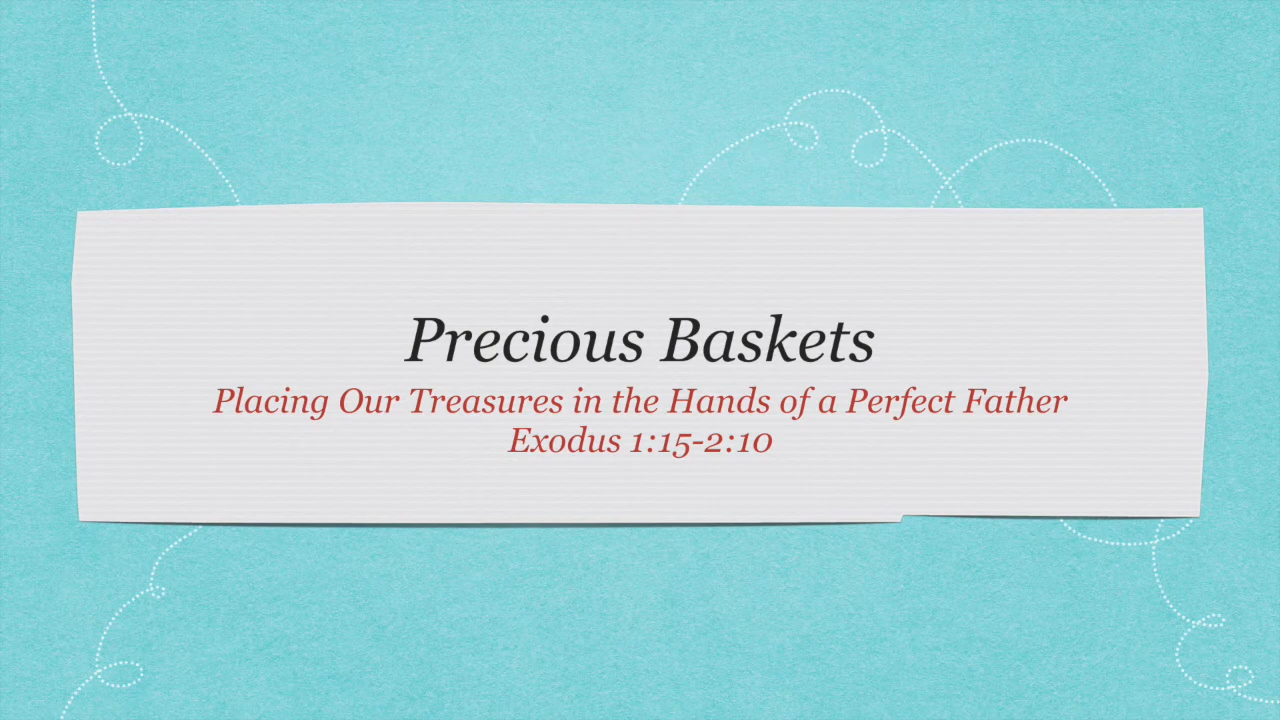 Precious Baskets
Placing Our Treasures in the Hands of a Perfect Father
Exodus 1:15-2:10